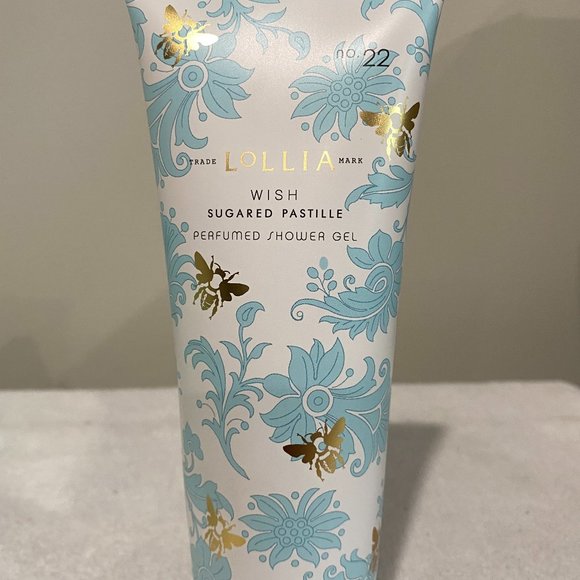 no. 22
TRADE LOLLIA MARK
WISH
SUGARED PASTILLE
PERFUMED SHOWER GEL